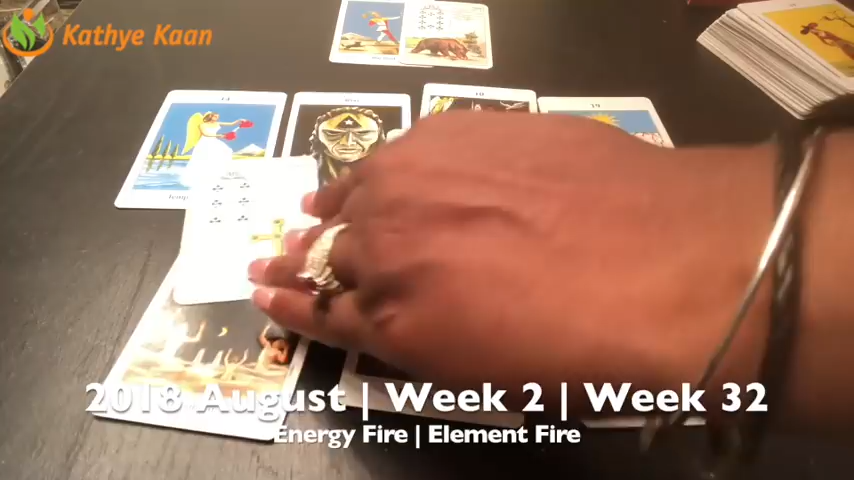 Kathye Kaan
2018 August | Week 2 | Week 32
Energy Fire | Element Fire